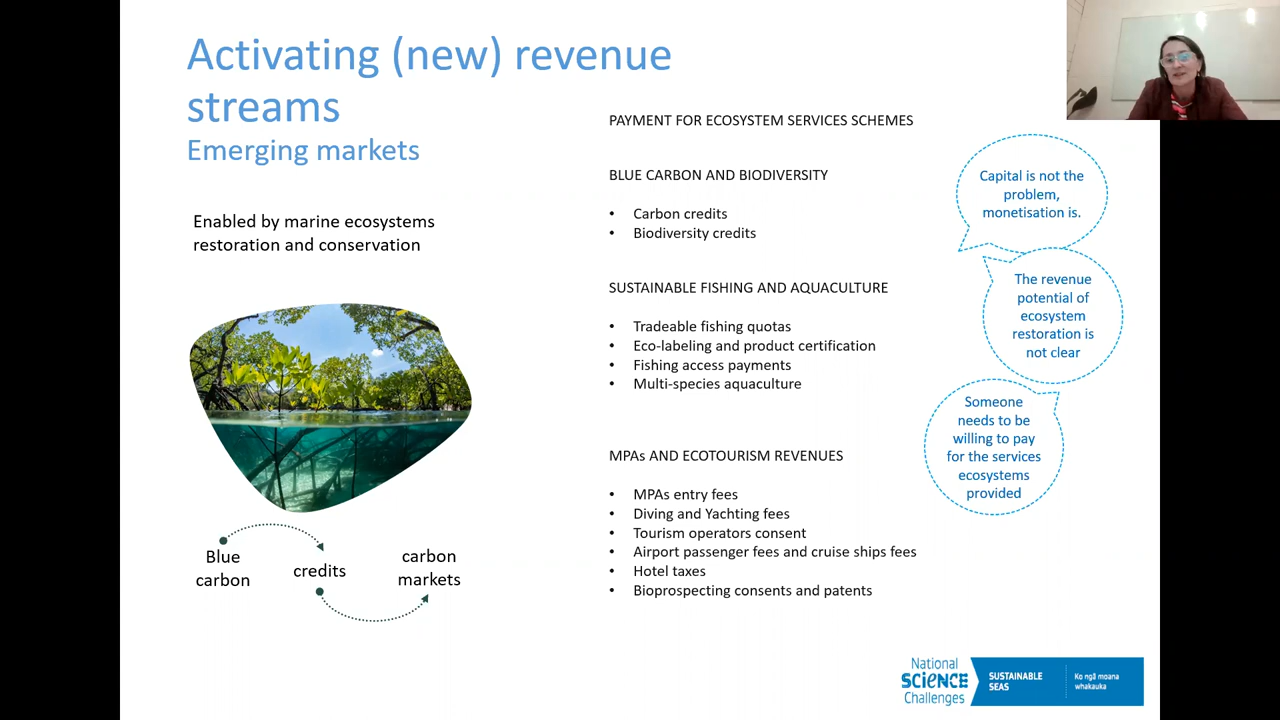 Activating (new) revenue
streams
Emerging markets
Enabled by marine ecosystems
restoration and conservation
Blue
carbon
credits
carbon
markets
PAYMENT FOR ECOSYSTEM SERVICES SCHEMES
BLUE CARBON AND BIODIVERSITY
• Carbon credits
• Biodiversity credits
SUSTAINABLE FISHING AND AQUACULTURE
• Tradeable fishing quotas
• Eco-labeling and product certification
• Fishing access payments
• Multi-species aquaculture
MPAs AND ECOTOURISM REVENUES
• MPAs entry fees
• Diving and Yachting fees
• Tourism operators consent
• Airport passenger fees and cruise ships fees
• Hotel taxes
• Bioprospecting consents and patents
Capital is not the
problem,
monetisation is.
The revenue
potential of
ecosystem
restoration is
not clear
Someone
needs to be
willing to pay
for the services
ecosystems
provided
National
SCIENCE
Challenges
SUSTAINABLE
SEAS
Ko ngā moana
whakauka